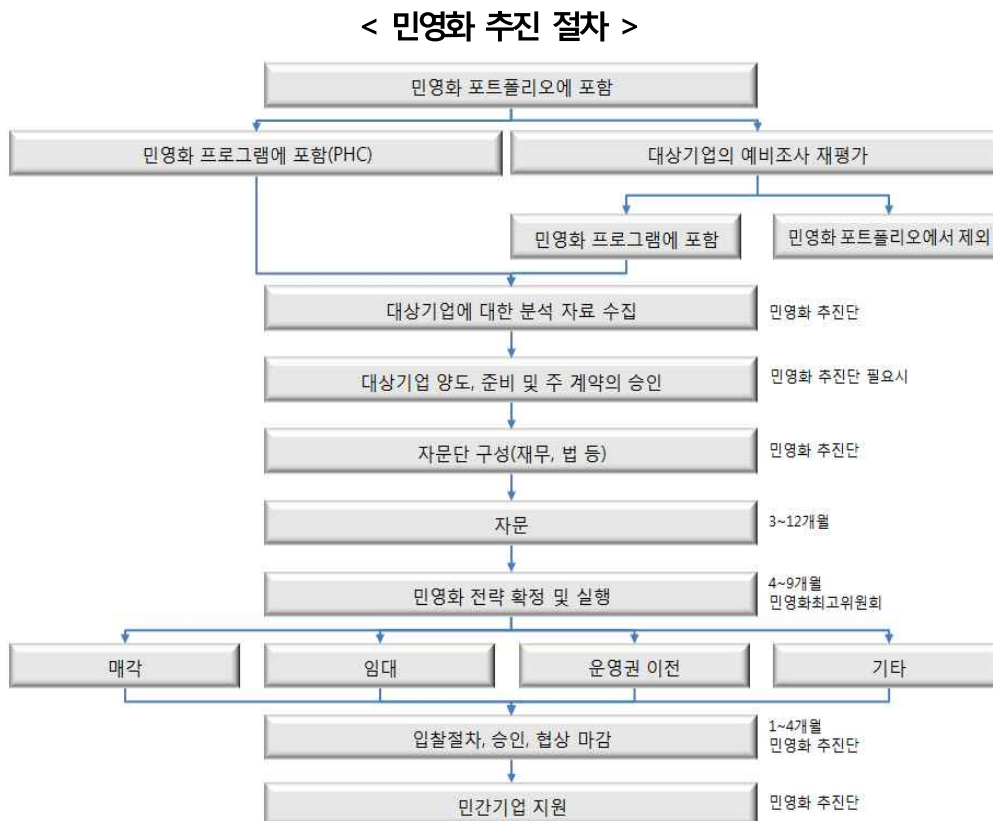 < 민영화 추진 절차 >
민영화 포트폴리오에 포함
민영화 프로그램에 포함(PHC)
대상기업의 예비조사 재평가
민영화 프로그램에 포함
민영화 포트폴리오에서 제외
대상기업에 대한 분석 자료 수집
민영화 추진단
대상기업 양도, 준비 및 주 계약의 승인
민영화 추진단 필요시
자문단 구성(재무, 법 등)
민영화 추진단
자문
3~12개월
민영화 전략 확정 및 실행
4~9개월
민영화최고위원회
매각
임대
운영권 이전
기타
입찰절차, 승인, 협상 마감
1~4개월
민영화 추진단
민간기업 지원
민영화 추진단